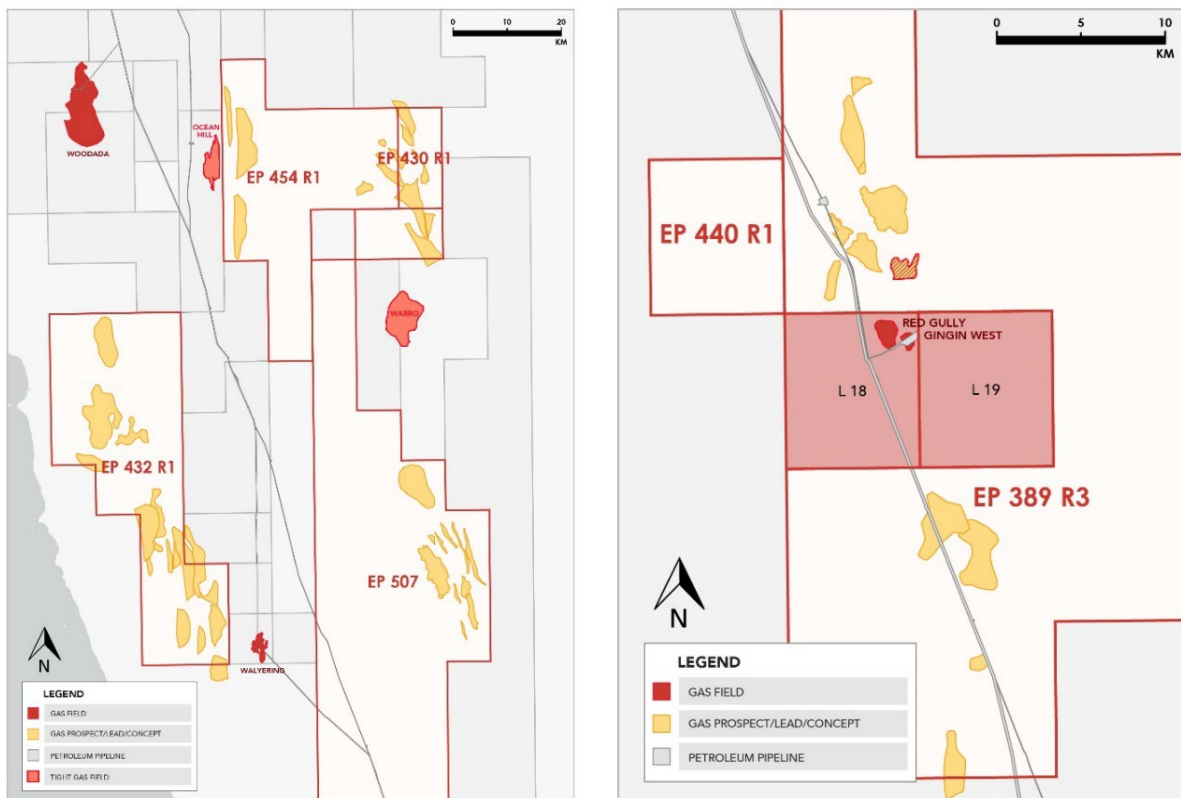 0 20
KM
WOODADA
OCEAN
HILL
EP 454 R1
EP 430 R1
WARRO
EP 432 R1
EP 507
WALYERING
N
LEGEND
GAS FIELD
GAS PROSPECT/LEAD/CONCEPT
PETROLEUM PIPELINE
TIGHT GAS FIELD
0 5 10
KM
EP 440 R1
RED GULLY
GINGIN WEST
L 18
L 19
EP 389 R3
N
LEGEND
GAS FIELD
GAS PROSPECT/LEAD/CONCEPT
PETROLEUM PIPELINE